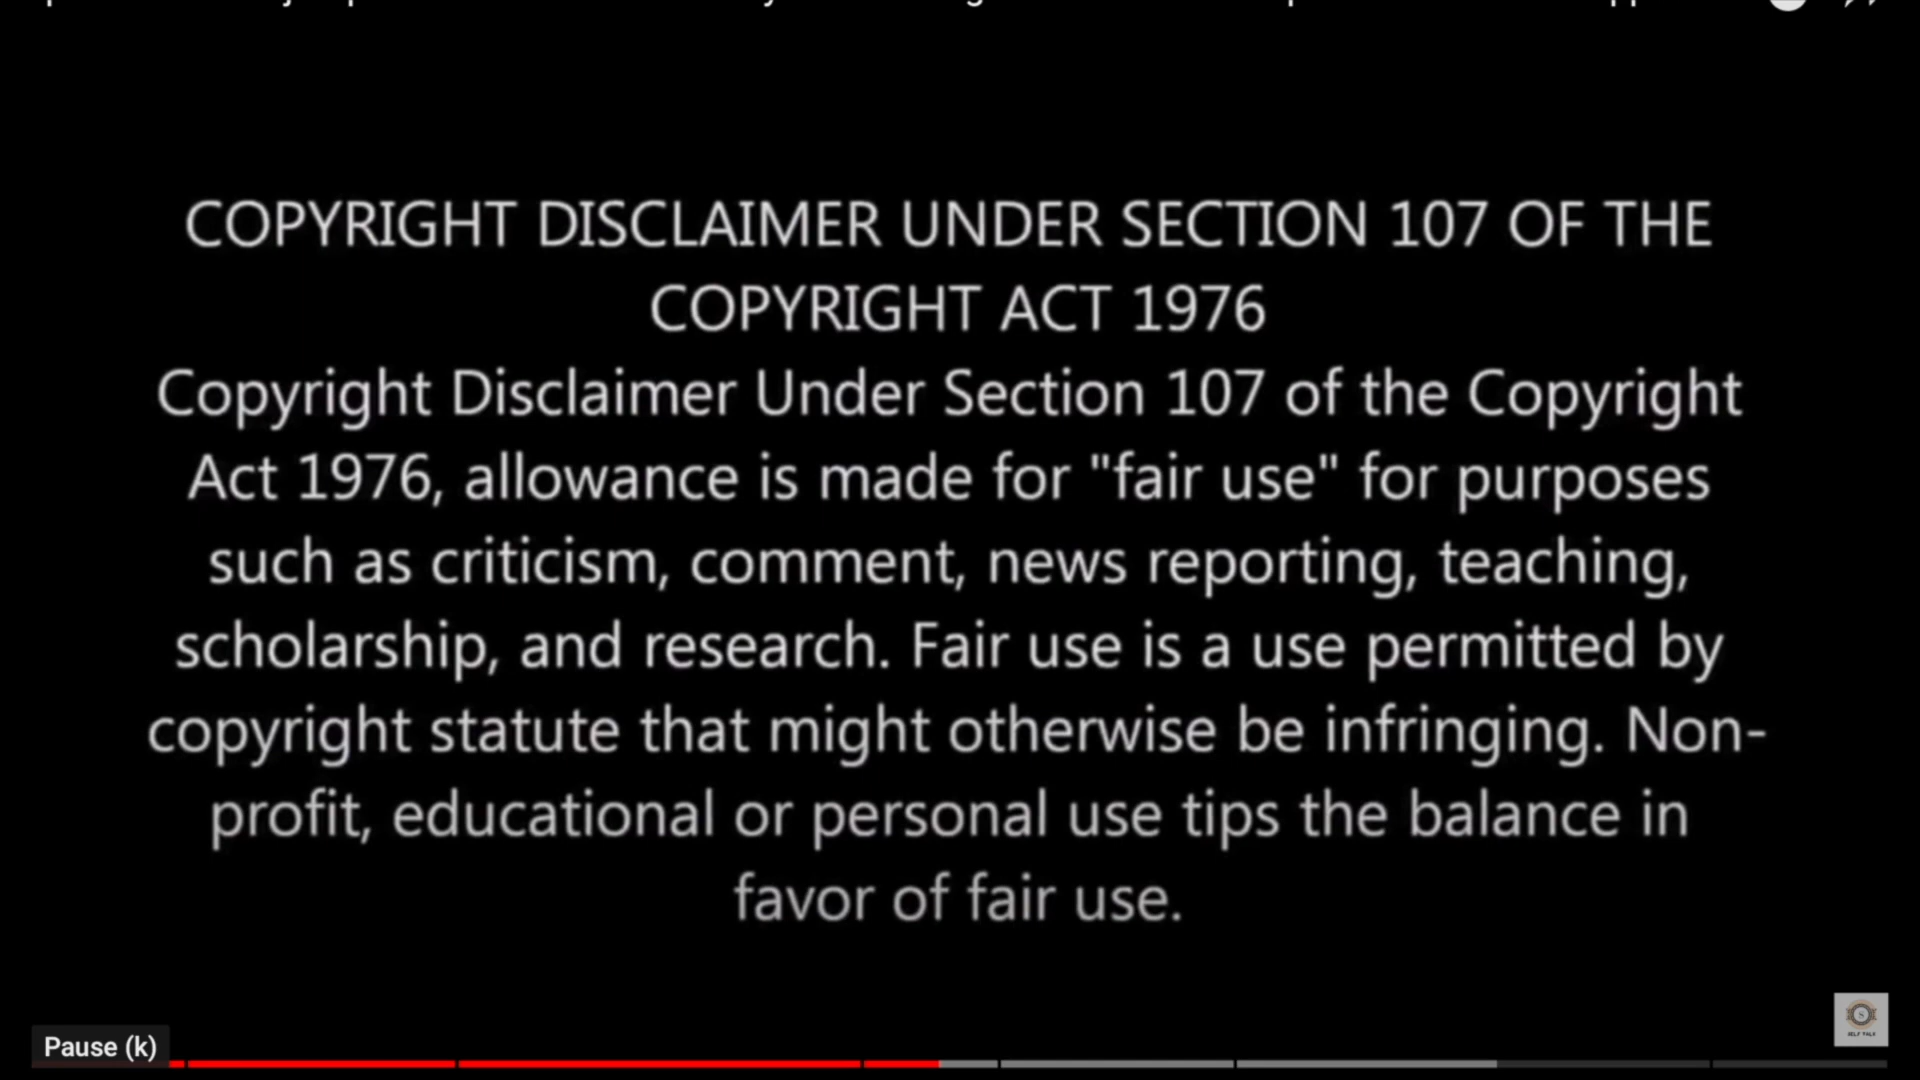 COPYRIGHT DISCLAIMER UNDER SECTION 107 OF THE
COPYRIGHT ACT 1976
Copyright Disclaimer Under Section 107 of the Copyright
Act 1976, allowance is made for "fair use" for purposes
such as criticism, comment, news reporting, teaching,
scholarship, and research. Fair use is a use permitted by
copyright statute that might otherwise be infringing. Non-
profit, educational or personal use tips the balance in
favor of fair use.
SELF TALK
Pause (k)